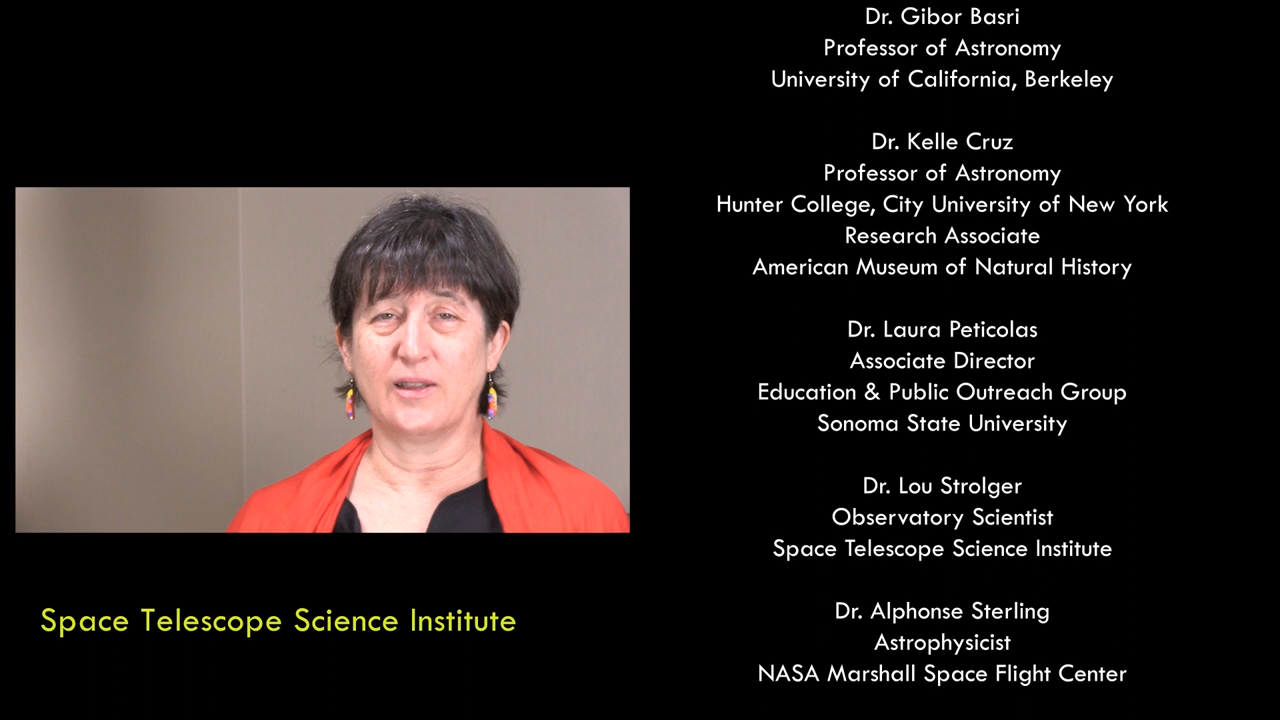 Dr. Gibor Basri
Professor of Astronomy
University of California, Berkeley
Dr. Kelle Cruz
Professor of Astronomy
Hunter College, City University of New York
Research Associate
American Museum of Natural History
Dr. Laura Peticolas
Associate Director
Education & Public Outreach Group
Sonoma State University
Dr. Lou Strolger
Observatory Scientist
Space Telescope Science Institute
Dr. Alphonse Sterling
Astrophysicist
NASA Marshall Space Flight Center
Space Telescope Science Institute